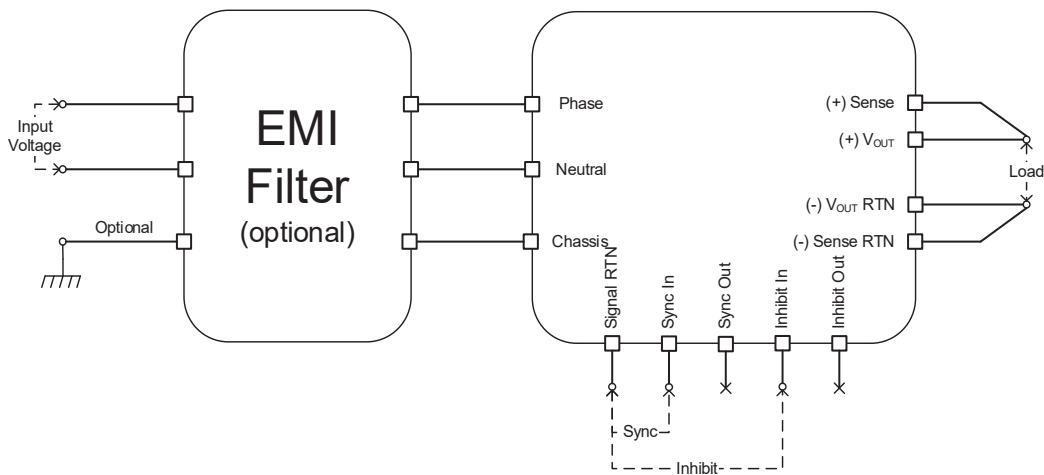 Input
Voltage
Optional
EMI
Filter
(optional)
Phase
Neutral
Chassis
(+) Sense
(+) VOUT
(-) VOUT RTN
(-) Sense RTN
Load
Signal RTN
Sync In
Sync Out
Inhibit In
Inhibit Out
Sync
Inhibit